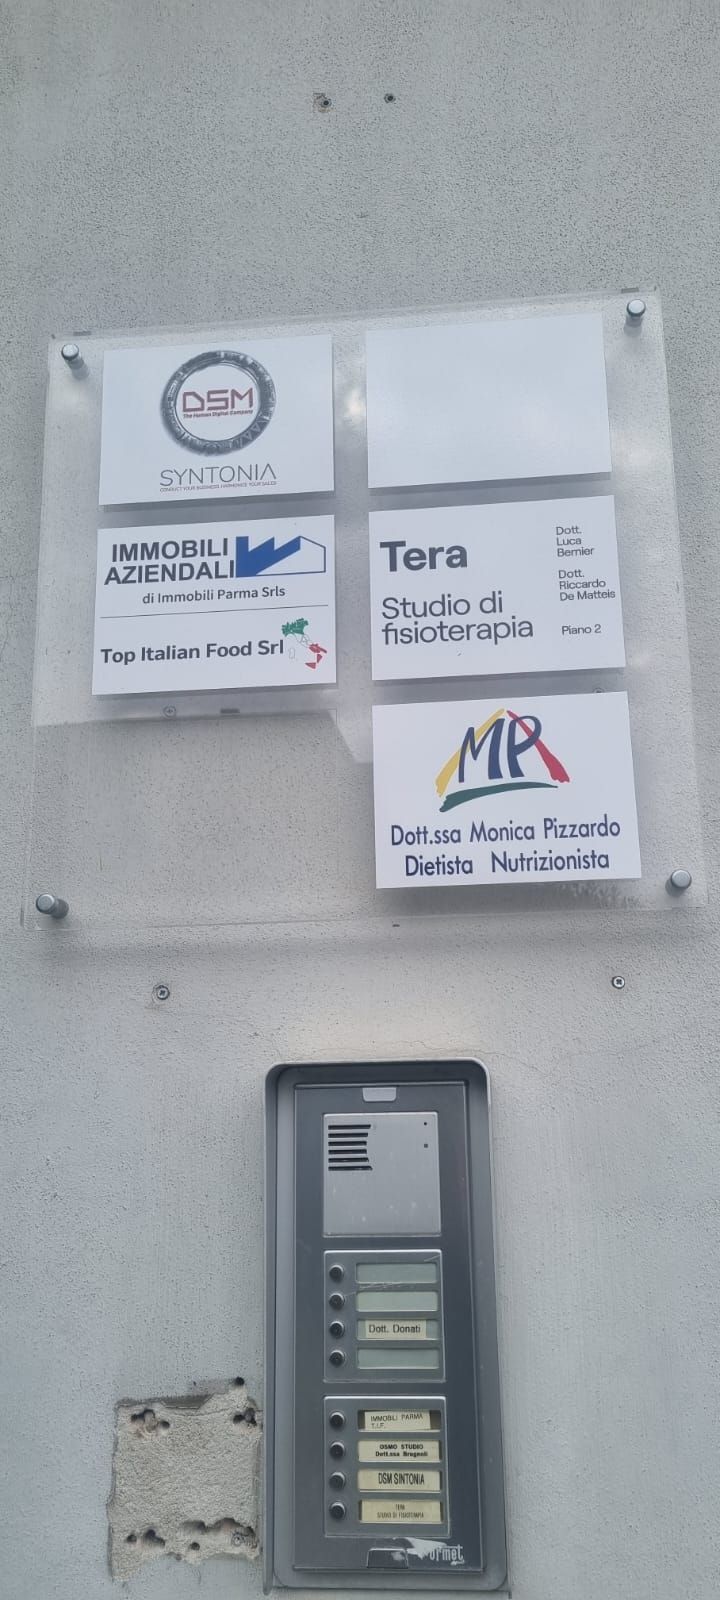 DSM
The Human Digital Company
SYNTONIA
CONDUCT YOUR BUSINESS HARMONIZE YOUR SALES
IMMOBILI
AZIENDALI
di Immobili Parma Srls
Top Italian Food Srl
Tera
Studio di
fisioterapia
Dott.
Luca
Bernier
Dott.
Riccardo
De Matteis
Piano 2
MP
Dott.ssa Monica Pizzardo
Dietista Nutrizionista
Dott. Donati
IMMOBILI PARMA
T.I.F.
OSMO STUDIO
Dott.ssa Brugnoli
DSM SINTONIA
TERA
STUDIO DI FISIOTERAPIA
urmet